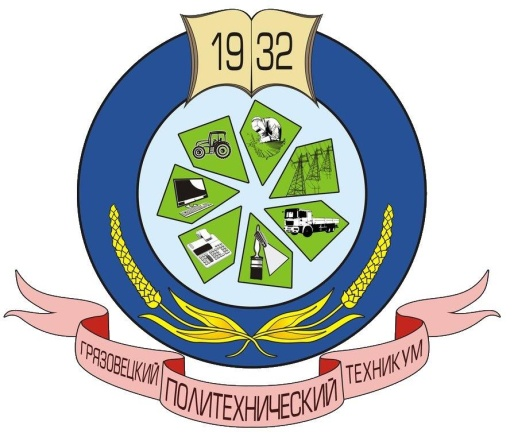 1932
ГРЯЗОВЕЦКИЙ
ПОЛИТЕХНИЧЕСКИЙ
ТЕХНИКУМ